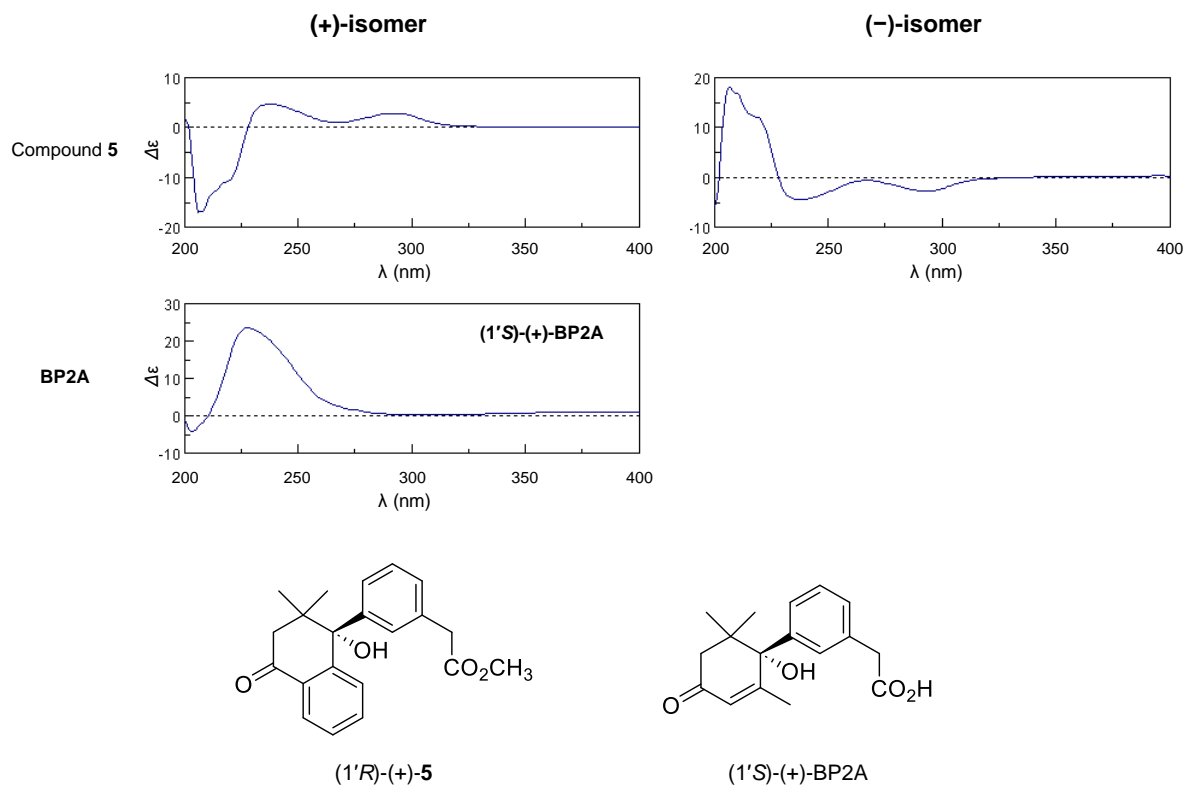 (+)-isomer
(−)-isomer
Compound 5
10
0
-10
-20
Δε
200
250
300
350
400
λ (nm)
20
10
0
-10
200
250
300
350
400
λ (nm)
BP2A
30
20
10
0
-10
Δε
(1'S)-(+)-BP2A
200
250
300
350
400
λ (nm)
OH
CO2CH3
O
OH
CO2H
O
(1'R)-(+)-5
(1'S)-(+)-BP2A